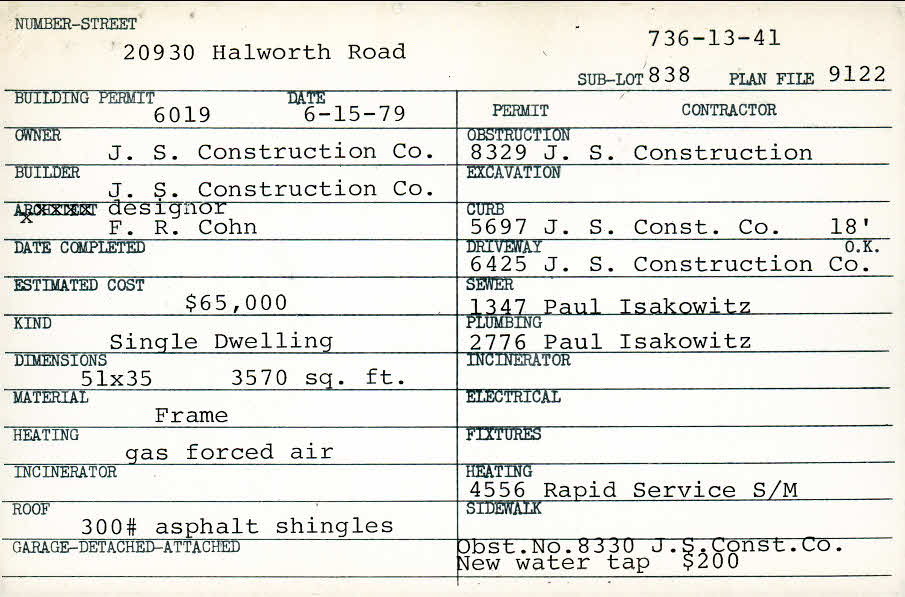 NUMBER-STREET
20930 Halworth Road
736-13-41
SUB-LOT 838 PLAN FILE 9122
BUILDING PERMIT DATE
6019 6-15-79
OWNER
J. S. Construction Co.
BUILDER
J. S. Construction Co.
designor
F. R. Cohn
DATE COMPLETED
ESTIMATED COST
$65,000
KIND
Single Dwelling
DIMENSIONS
51x35 3570 sq. ft.
MATERIAL
Frame
HEATING
gas forced air
INCINERATOR
ROOF
300# asphalt shingles
GARAGE-DETACHED-ATTACHED
PERMIT CONTRACTOR
OBSTRUCTION
8329 J. S. Construction
EXCAVATION
CURB
5697 J. S. Const. Co. 18'
DRIVEWAY O.K.
6425 J. S. Construction Co.
SEWER
1347 Paul Isakowitz
PLUMBING
2776 Paul Isakowitz
INCINERATOR
ELECTRICAL
FIXTURES
HEATING
4556 Rapid Service S/M
SIDEWALK
Obst.No.8330 J.S.Const.Co.
New water tap $200